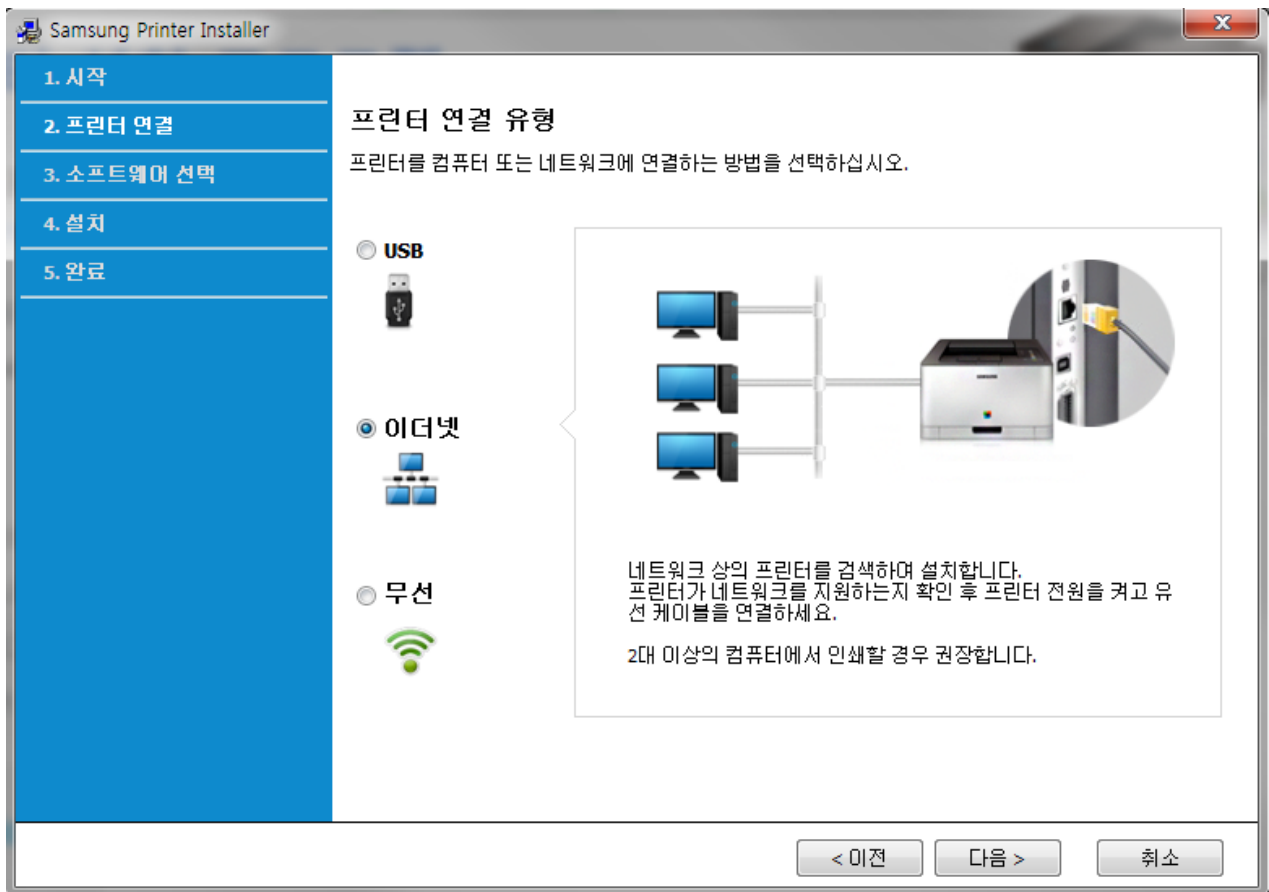 Samsung Printer Installer
1. 시작
2. 프린터 연결
3. 소프트웨어 선택
4. 설치
5. 완료
프린터 연결 유형
프린터를 컴퓨터 또는 네트워크에 연결하는 방법을 선택하십시오.
USB
이더넷
무선
네트워크 상의 프린터를 검색하여 설치합니다.
프린터가 네트워크를 지원하는지 확인 후 프린터 전원을 켜고 유
선 케이블을 연결하세요.
2대 이상의 컴퓨터에서 인쇄할 경우 권장합니다.
< 이전
다음 >
취소